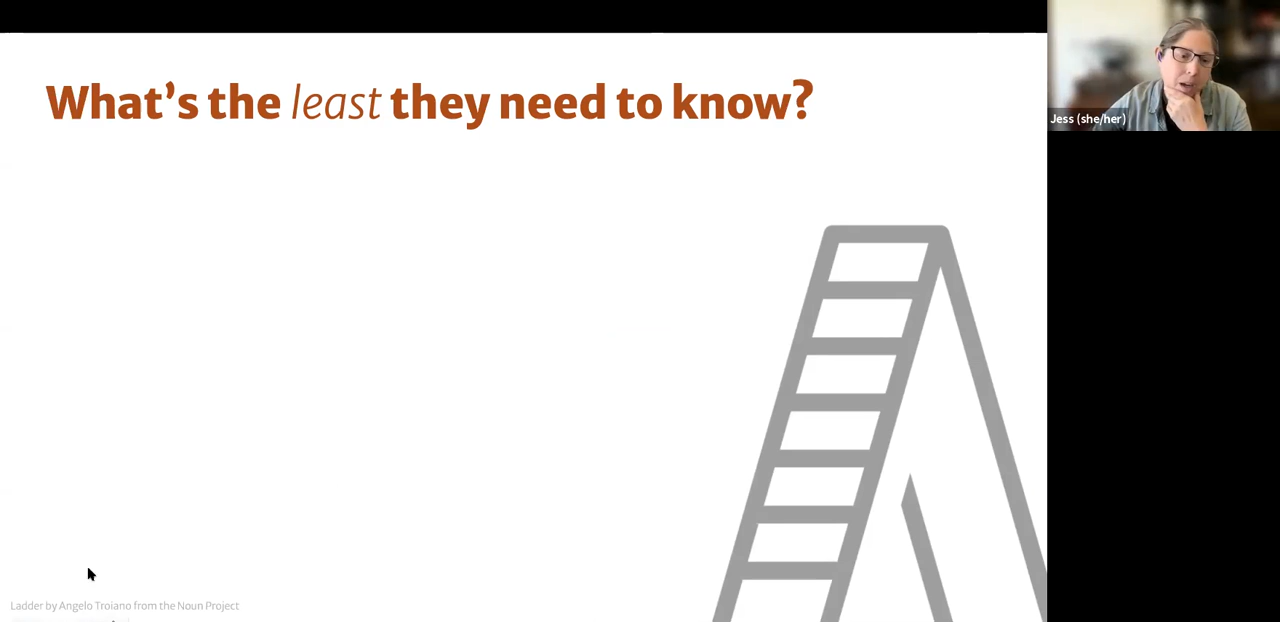 What’s the least they need to know?
Jess (she/her)
Ladder by Angelo Troiano from the Noun Project